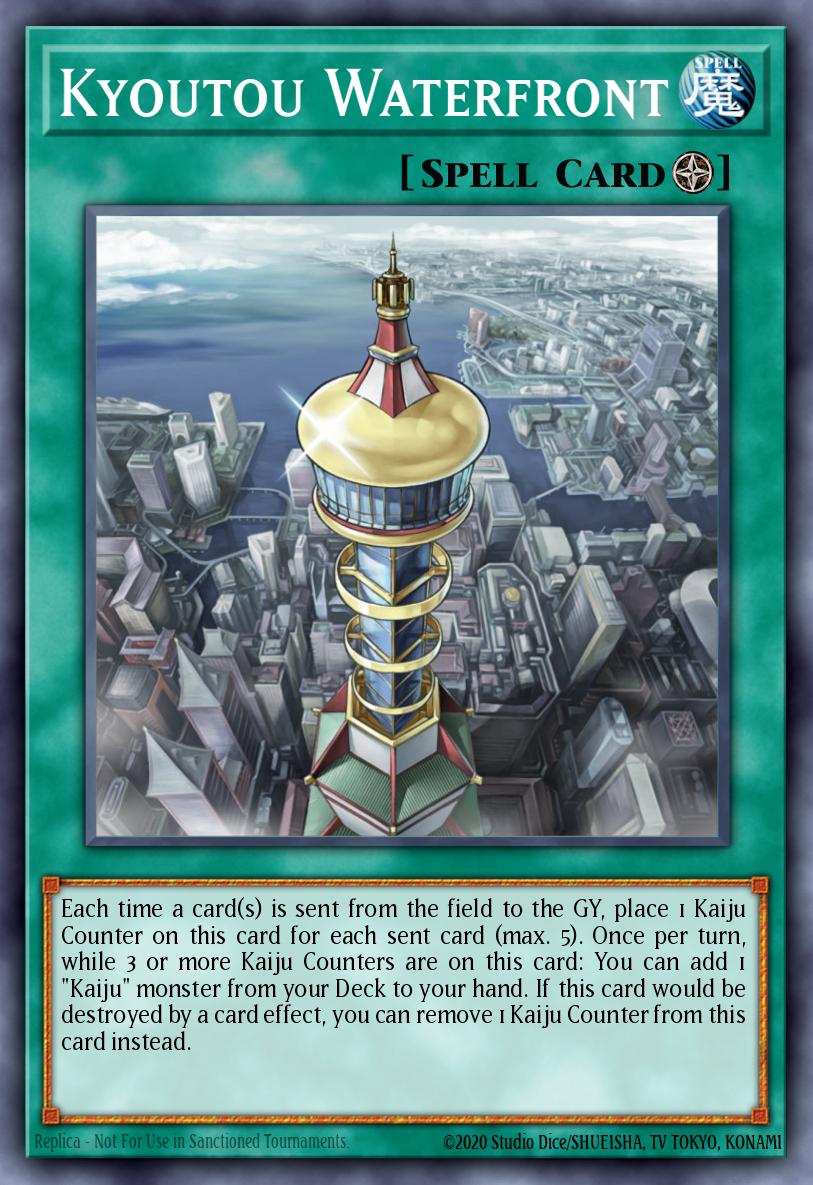 Kyoutou Waterfront
SPELL
魔
[Spell Card]
Each time a card(s) is sent from the field to the GY, place 1 Kaiju
Counter on this card for each sent card (max. 5). Once per turn,
while 3 or more Kaiju Counters are on this card: You can add 1
"Kaiju" monster from your Deck to your hand. If this card would be
destroyed by a card effect, you can remove 1 Kaiju Counter from this
card instead.
Replica - Not For Use in Sanctioned Tournaments.
©2020 Studio Dice/SHUEISHA, TV TOKYO, KONAMI